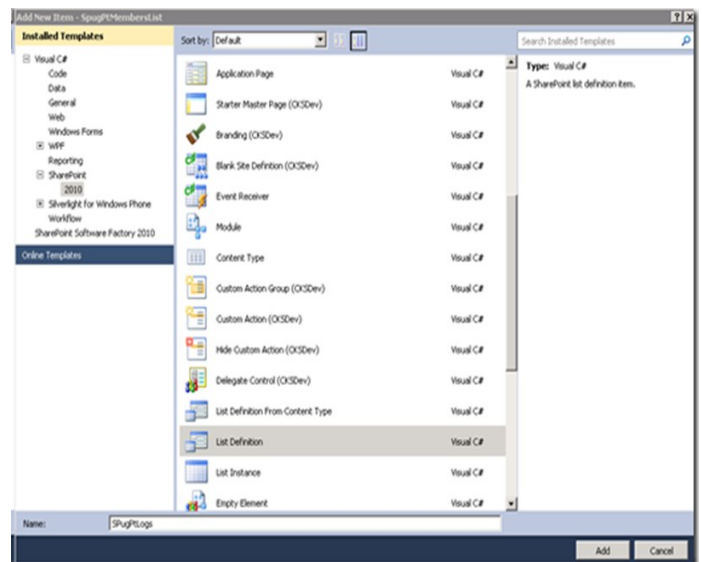 Add New Item - SpugPtMembersList
Installed Templates
Visual C#
Code
Data
General
Web
Windows Forms
WPF
Reporting
SharePoint
2010
Silverlight for Windows Phone
Workflow
SharePoint Software Factory 2010
Online Templates
Sort by: Default
Application Page Visual C#
Starter Master Page (CKSDev) Visual C#
Branding (CKSDev) Visual C#
Blank Site Defintion (CKSDev) Visual C#
Event Receiver Visual C#
Module Visual C#
Content Type Visual C#
Custom Action Group (CKSDev) Visual C#
Custom Action (CKSDev) Visual C#
Hide Custom Action (CKSDev) Visual C#
Delegate Control (CKSDev) Visual C#
List Definition From Content Type Visual C#
List Definition Visual C#
List Instance Visual C#
Empty Element Visual C#
Search Installed Templates
Type: Visual C#
A SharePoint list definition item.
Name: SPugPtLogs
Add Cancel